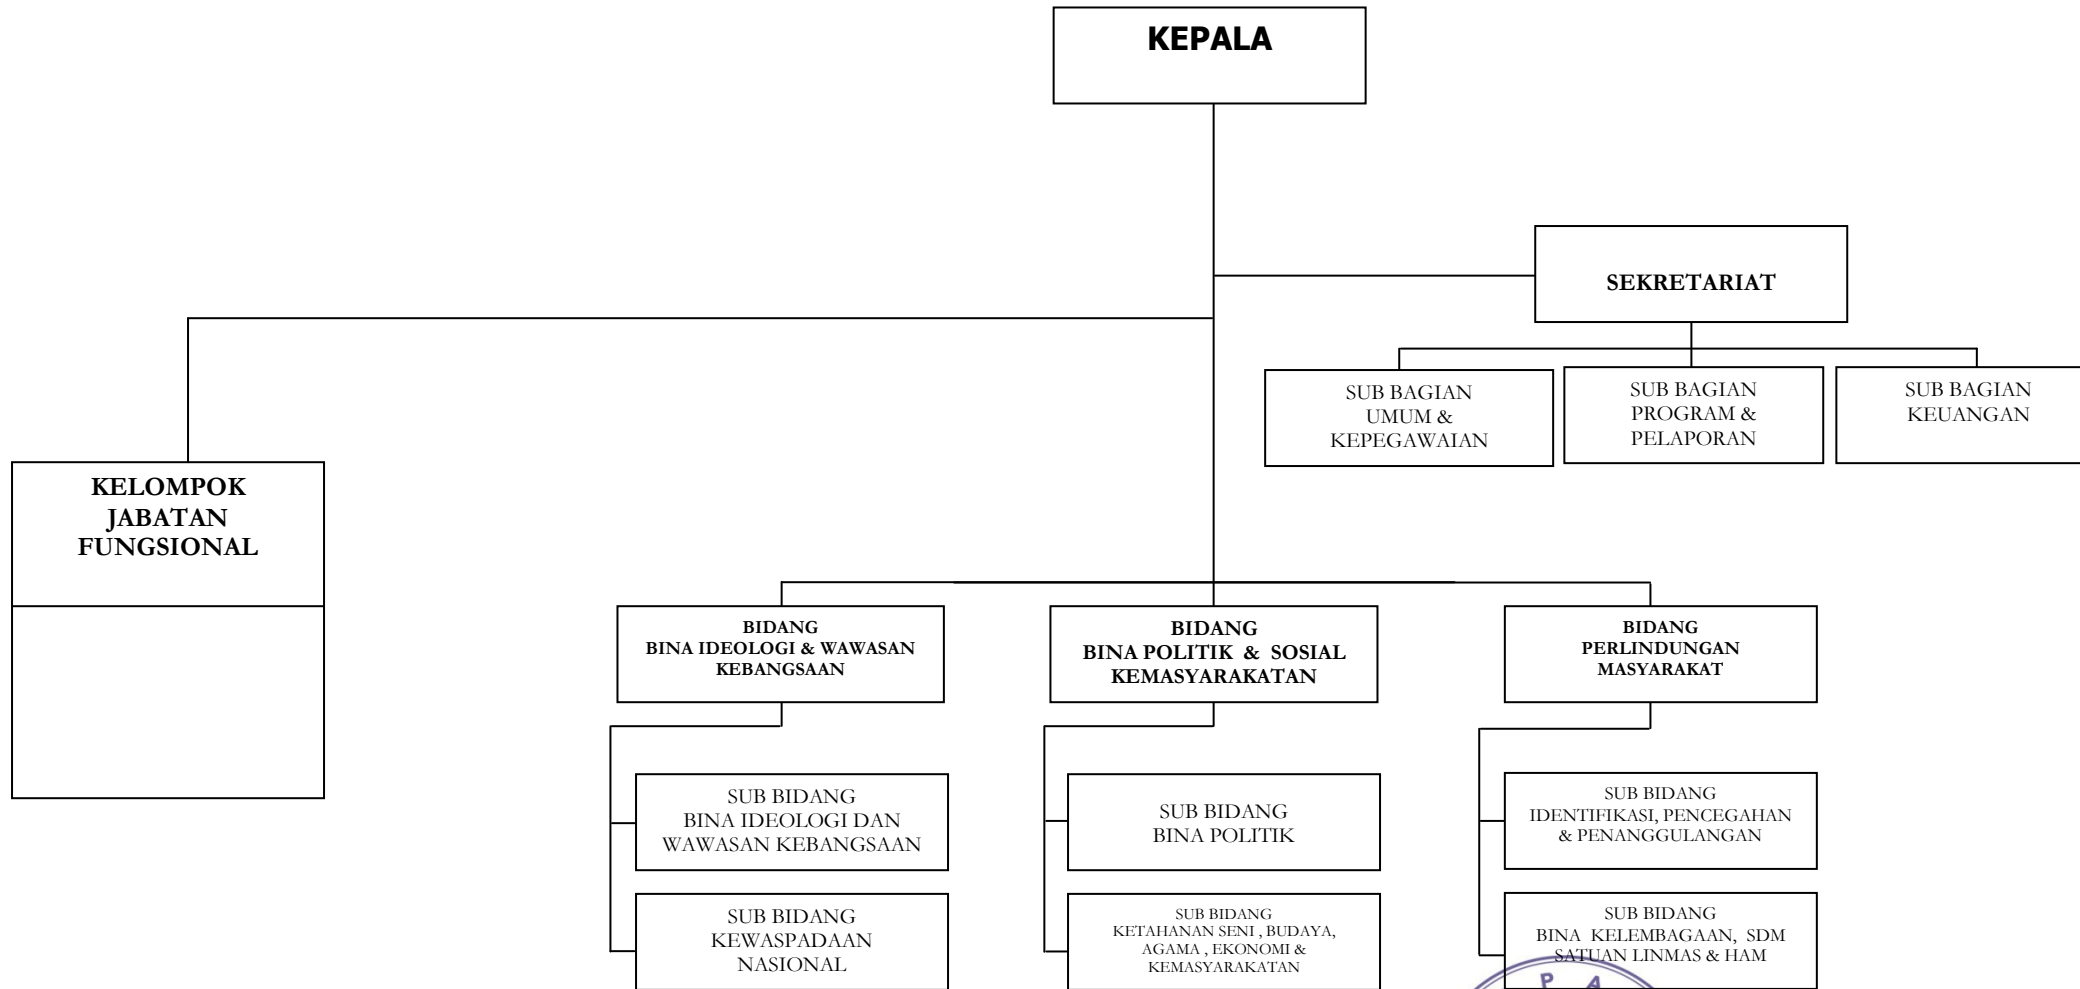 KEPALA
SEKRETARIAT
SUB BAGIAN
UMUM &
KEPEGAWAIAN
SUB BAGIAN
PROGRAM &
PELAPORAN
SUB BAGIAN
KEUANGAN
KELOMPOK
JABATAN
FUNGSIONAL
BIDANG
BINA IDEOLOGI & WAWASAN
KEBANGSAAN
BIDANG
BINA POLITIK & SOSIAL
KEMASYARAKATAN
BIDANG
PERLINDUNGAN
MASYARAKAT
SUB BIDANG
BINA IDEOLOGI DAN
WAWASAN KEBANGSAAN
SUB BIDANG
BINA POLITIK
SUB BIDANG
IDENTIFIKASI, PENCEGAHAN
& PENANGGULANGAN
SUB BIDANG
KEWASPADAAN
NASIONAL
SUB BIDANG
KETAHANAN SENI , BUDAYA,
AGAMA , EKONOMI &
KEMASYARAKATAN
SUB BIDANG
BINA KELEMBAGAAN, SDM
SATUAN LINMAS & HAM